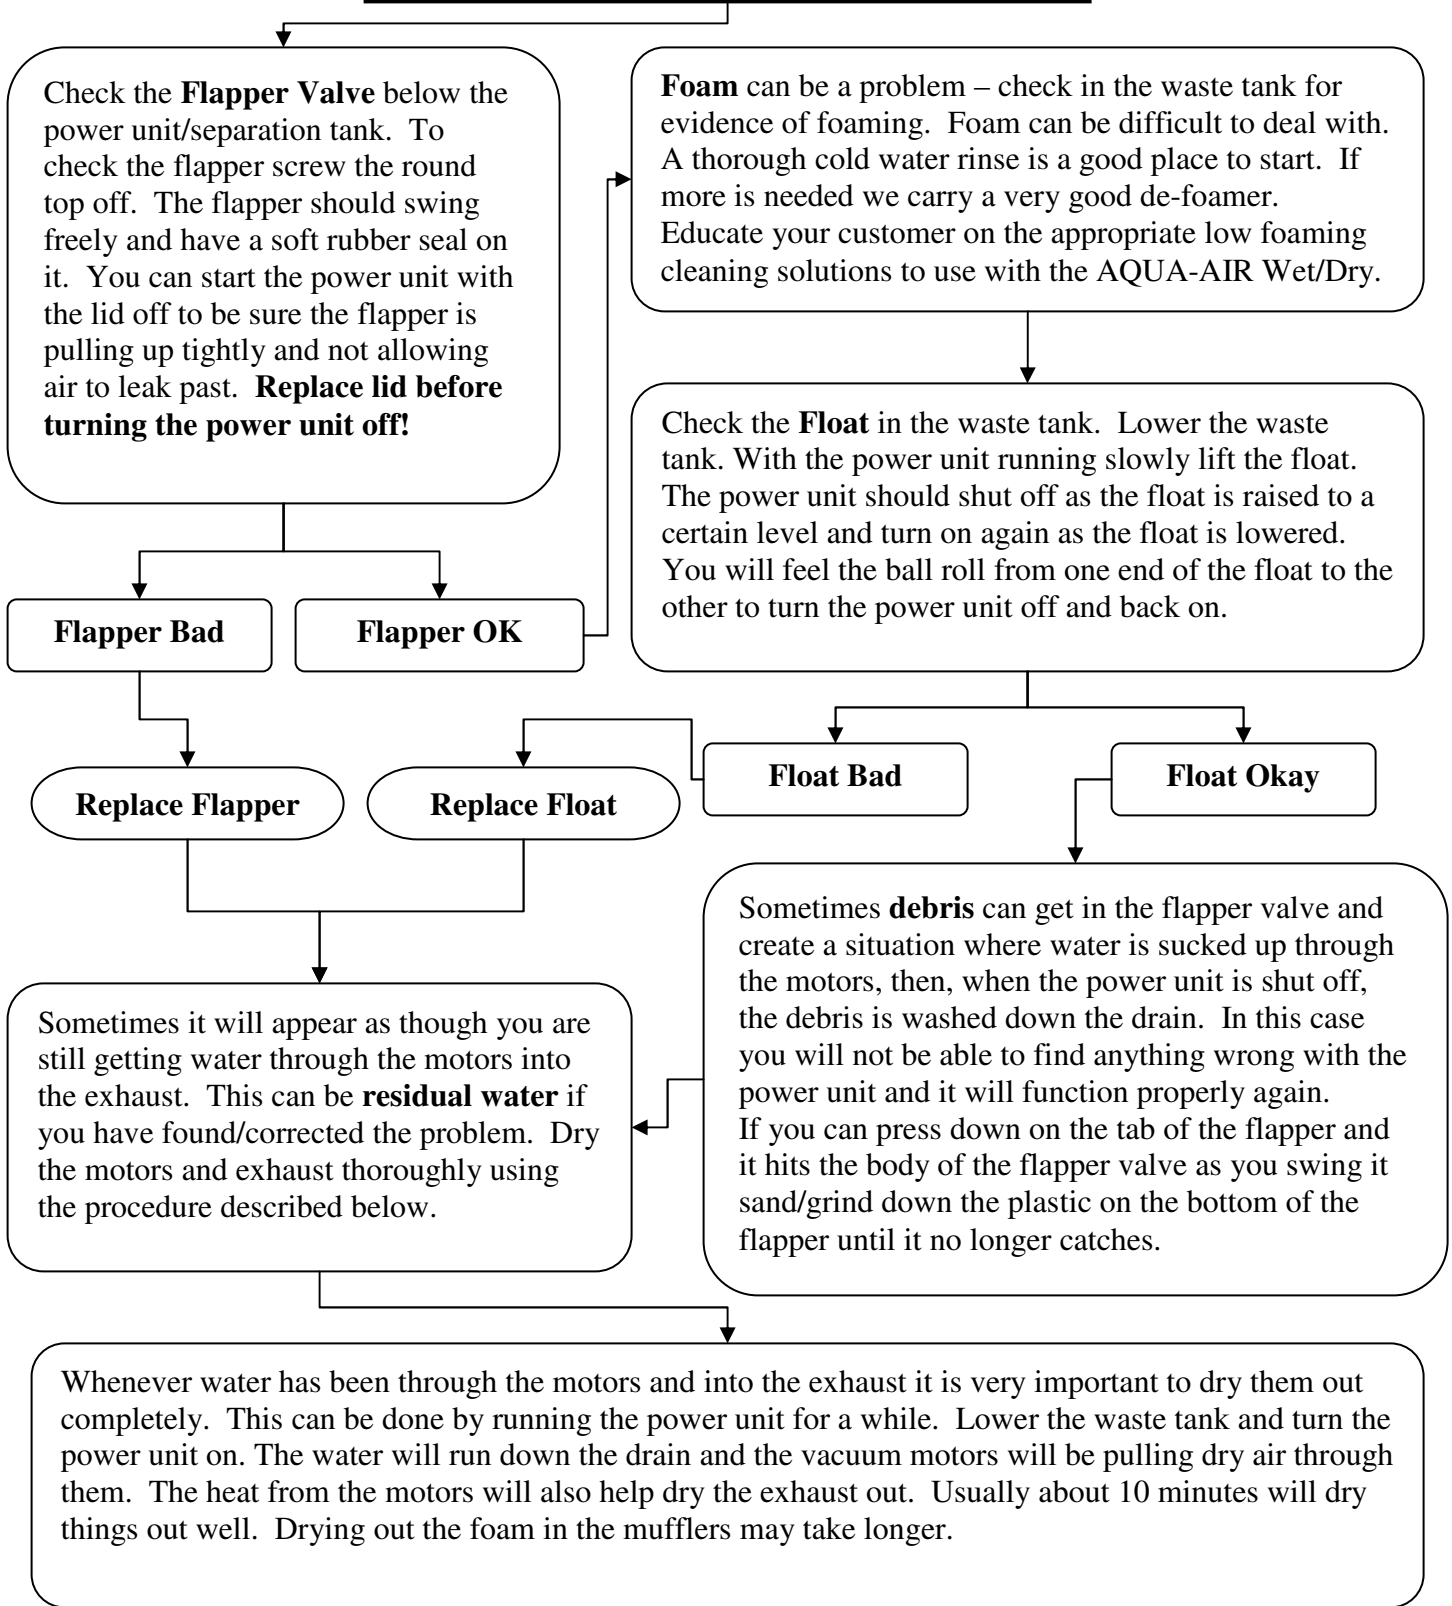 Check the Flapper Valve below the
power unit/separation tank. To
check the flapper screw the round
top off. The flapper should swing
freely and have a soft rubber seal on
it. You can start the power unit with
the lid off to be sure the flapper is
pulling up tightly and not allowing
air to leak past. Replace lid before
turning the power unit off!
Foam can be a problem – check in the waste tank for
evidence of foaming. Foam can be difficult to deal with.
A thorough cold water rinse is a good place to start. If
more is needed we carry a very good de-foamer.
Educate your customer on the appropriate low foaming
cleaning solutions to use with the AQUA-AIR Wet/Dry.
Check the Float in the waste tank. Lower the waste
tank. With the power unit running slowly lift the float.
The power unit should shut off as the float is raised to a
certain level and turn on again as the float is lowered.
You will feel the ball roll from one end of the float to the
other to turn the power unit off and back on.
Flapper Bad
Flapper OK
Float Bad
Float Okay
Replace Flapper
Replace Float
Sometimes debris can get in the flapper valve and
create a situation where water is sucked up through
the motors, then, when the power unit is shut off,
the debris is washed down the drain. In this case
you will not be able to find anything wrong with the
power unit and it will function properly again.
If you can press down on the tab of the flapper and
it hits the body of the flapper valve as you swing it
sand/grind down the plastic on the bottom of the
flapper until it no longer catches.
Sometimes it will appear as though you are
still getting water through the motors into
the exhaust. This can be residual water if
you have found/corrected the problem. Dry
the motors and exhaust thoroughly using
the procedure described below.
Whenever water has been through the motors and into the exhaust it is very important to dry them out
completely. This can be done by running the power unit for a while. Lower the waste tank and turn the
power unit on. The water will run down the drain and the vacuum motors will be pulling dry air through
them. The heat from the motors will also help dry the exhaust out. Usually about 10 minutes will dry
things out well. Drying out the foam in the mufflers may take longer.